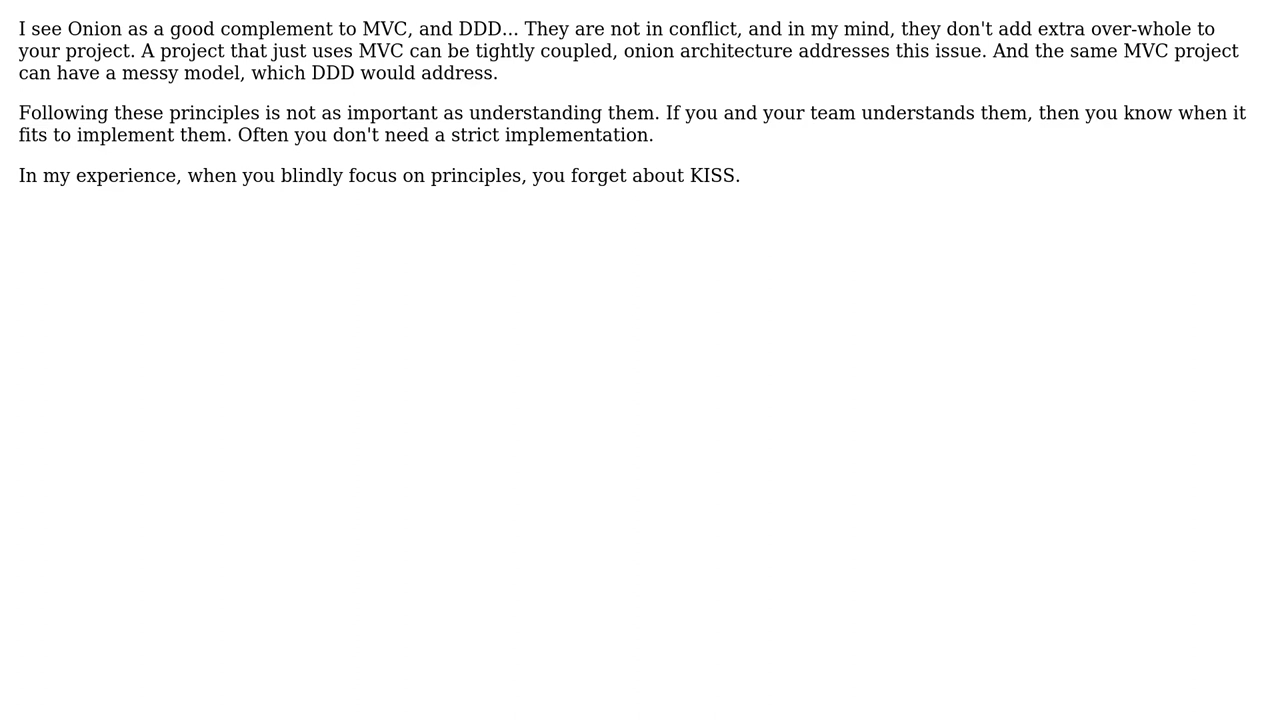 I see Onion as a good complement to MVC, and DDD... They are not in conflict, and in my mind, they don't add extra over-whole to
your project. A project that just uses MVC can be tightly coupled, onion architecture addresses this issue. And the same MVC project
can have a messy model, which DDD would address.
Following these principles is not as important as understanding them. If you and your team understands them, then you know when it
fits to implement them. Often you don't need a strict implementation.
In my experience, when you blindly focus on principles, you forget about KISS.